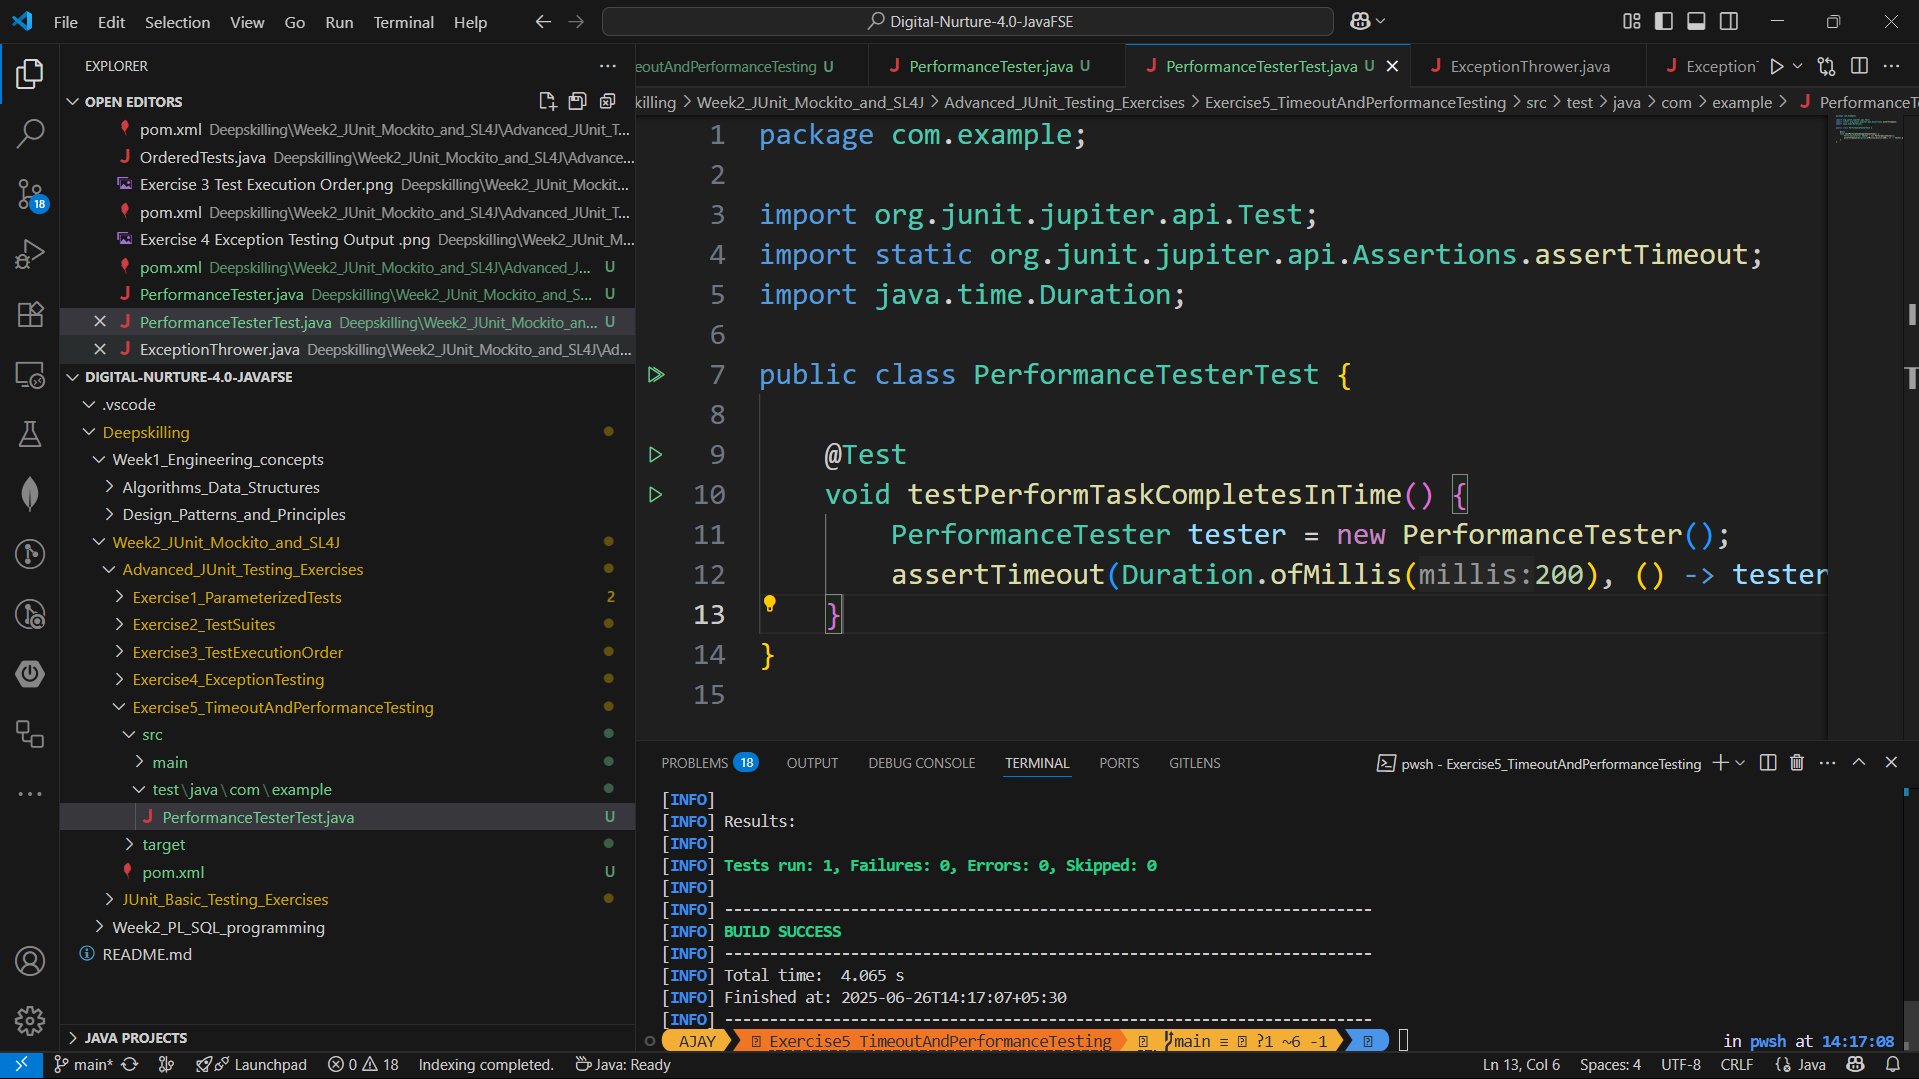 File Edit Selection View Go Run Terminal Help
Digital-Nurture-4.0-JavaFSE
EXPLORER
OPEN EDITORS
pom.xml Deepskilling\Week2_JUnit_Mockito_and_SL4J\Advanced_JUnit_T...
OrderedTests.java Deepskilling\Week2_JUnit_Mockito_and_SL4J\Advance...
Exercise 3 Test Execution Order.png Deepskilling\Week2_JUnit_Mockit...
pom.xml Deepskilling\Week2_JUnit_Mockito_and_SL4J\Advanced_JUnit_T...
Exercise 4 Exception Testing Output .png Deepskilling\Week2_JUnit_M...
pom.xml Deepskilling\Week2_JUnit_Mockito_and_SL4J\Advanced_J... U
PerformanceTester.java Deepskilling\Week2_JUnit_Mockito_and_S... U
PerformanceTesterTest.java Deepskilling\Week2_JUnit_Mockito_an... U
ExceptionThrower.java Deepskilling\Week2_JUnit_Mockito_and_SL4J\Ad...
DIGITAL-NURTURE-4.0-JAVAFSE
.vscode
Deepskilling
Week1_Engineering_concepts
Algorithms_Data_Structures
Design_Patterns_and_Principles
Week2_JUnit_Mockito_and_SL4J
Advanced_JUnit_Testing_Exercises
Exercise1_ParameterizedTests 2
Exercise2_TestSuites
Exercise3_TestExecutionOrder
Exercise4_ExceptionTesting
Exercise5_TimeoutAndPerformanceTesting
src
main
test\java\com\example
PerformanceTesterTest.java U
target
pom.xml U
JUnit_Basic_Testing_Exercises
Week2_PL_SQL_programming
README.md
JAVA PROJECTS
18
eoutAndPerformanceTesting U PerformanceTester.java U PerformanceTesterTest.java U ExceptionThrower.java Exception
killing > Week2_JUnit_Mockito_and_SL4J > Advanced_JUnit_Testing_Exercises > Exercise5_TimeoutAndPerformanceTesting > src > test > java > com > example > PerformanceT
1 package com.example;
2
3 import org.junit.jupiter.api.Test;
4 import static org.junit.jupiter.api.Assertions.assertTimeout;
5 import java.time.Duration;
6
7 public class PerformanceTesterTest {
8
9 @Test
10 void testPerformTaskCompletesInTime() {
11 PerformanceTester tester = new PerformanceTester();
12 assertTimeout(Duration.ofMillis(millis:200), () -> tester
13 }
14 }
15
PROBLEMS 18 OUTPUT DEBUG CONSOLE TERMINAL PORTS GITLENS pwsh - Exercise5_TimeoutAndPerformanceTesting
[INFO]
[INFO] Results:
[INFO]
[INFO] Tests run: 1, Failures: 0, Errors: 0, Skipped: 0
[INFO]
[INFO] ------------------------------------------------------------------------
[INFO] BUILD SUCCESS
[INFO] ------------------------------------------------------------------------
[INFO] Total time:  4.065 s
[INFO] Finished at: 2025-06-26T14:17:07+05:30
[INFO] ------------------------------------------------------------------------
AJAY Exercise5_TimeoutAndPerformanceTesting main ≡ ?1 ~6 -1 in pwsh at 14:17:08
main* Launchpad 0 18 Indexing completed. Java: Ready Ln 13, Col 6 Spaces: 4 UTF-8 CRLF Java